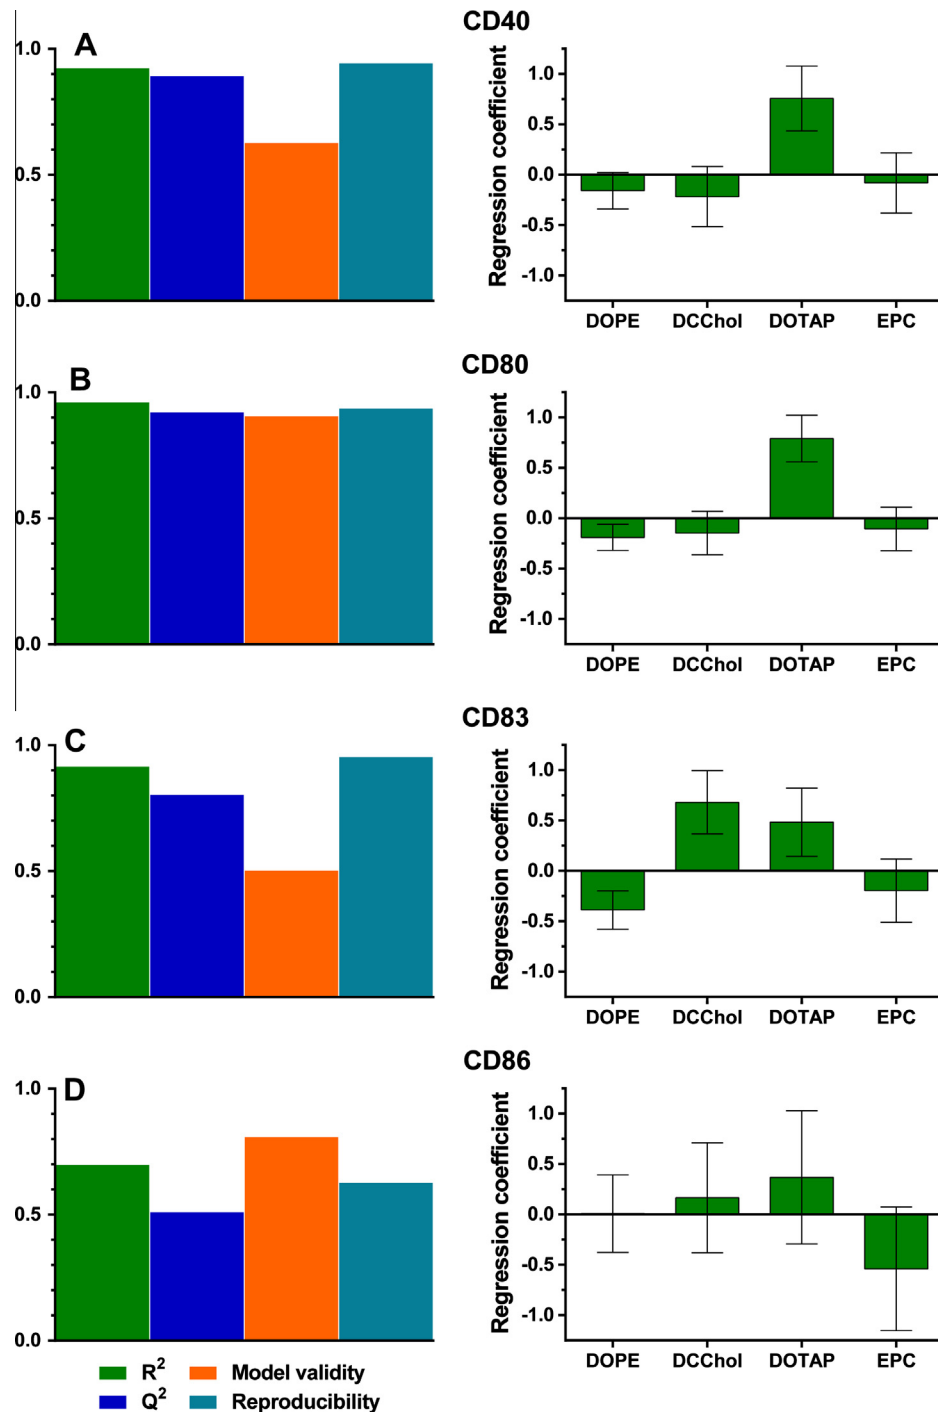 CD40
A
1.0
0.5
0.0
Regression coefficient
1.0
0.5
0.0
-0.5
-1.0
DOPE DCChol DOTAP EPC
CD80
B
1.0
0.5
0.0
Regression coefficient
1.0
0.5
0.0
-0.5
-1.0
DOPE DCChol DOTAP EPC
CD83
C
1.0
0.5
0.0
Regression coefficient
1.0
0.5
0.0
-0.5
-1.0
DOPE DCChol DOTAP EPC
CD86
D
1.0
0.5
0.0
Regression coefficient
1.0
0.5
0.0
-0.5
-1.0
DOPE DCChol DOTAP EPC
R² Model validity
Q² Reproducibility